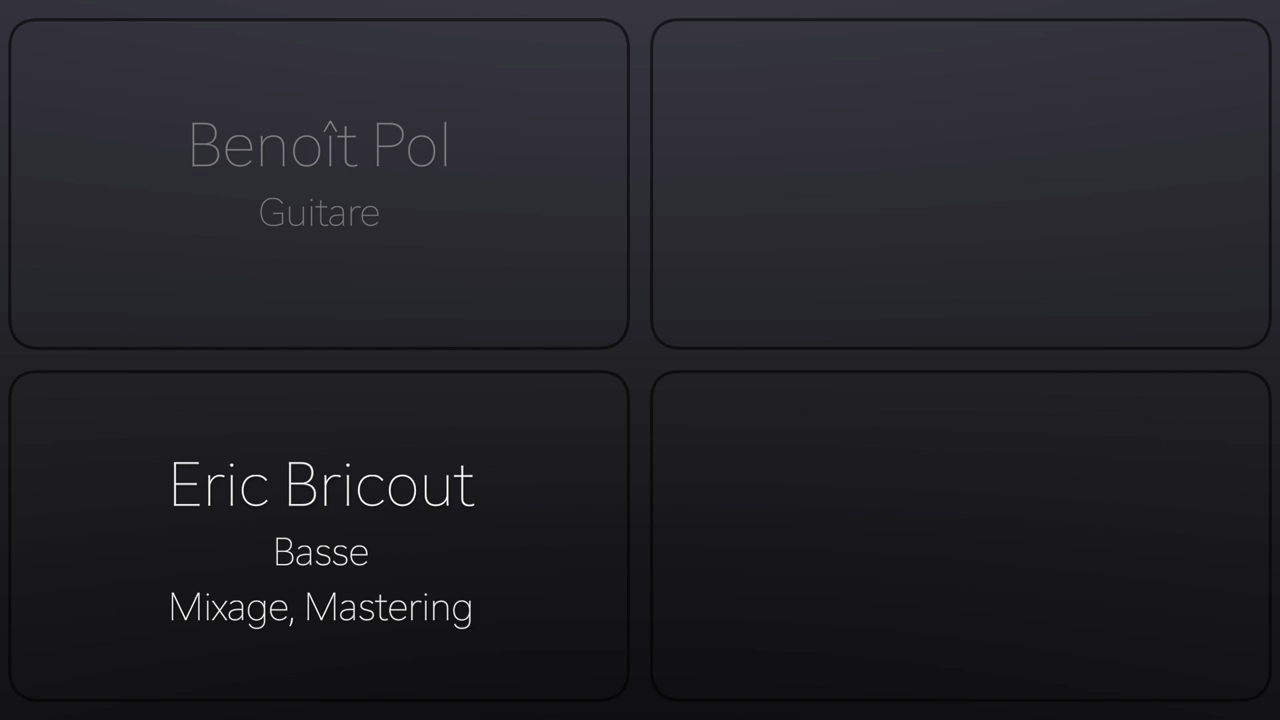 Benoît Pol
Guitare
Eric Bricout
Basse
Mixage, Mastering